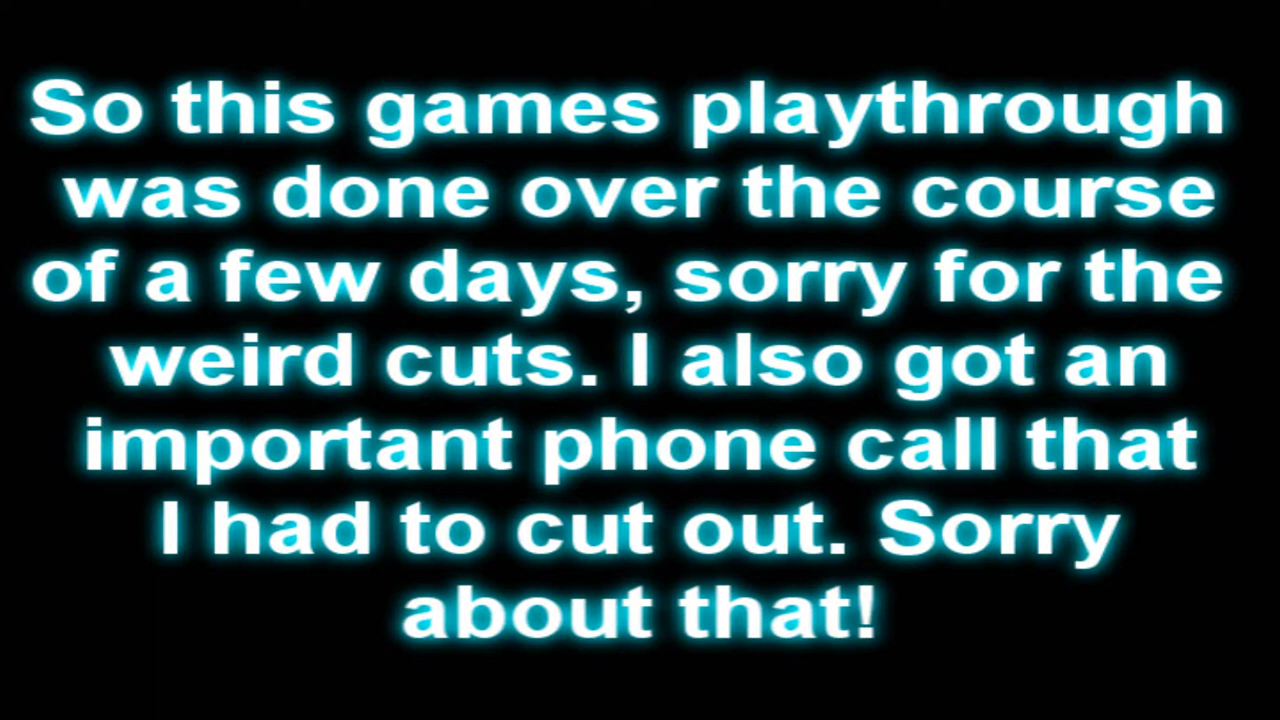 So this games playthrough
was done over the course
of a few days, sorry for the
weird cuts. I also got an
important phone call that
I had to cut out. Sorry
about that!